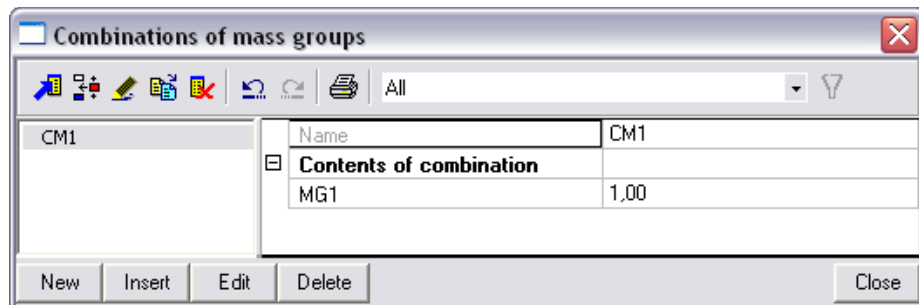 Combinations of mass groups
All
CM1
Name CM1
Contents of combination
MG1 1,00
New Insert Edit Delete Close